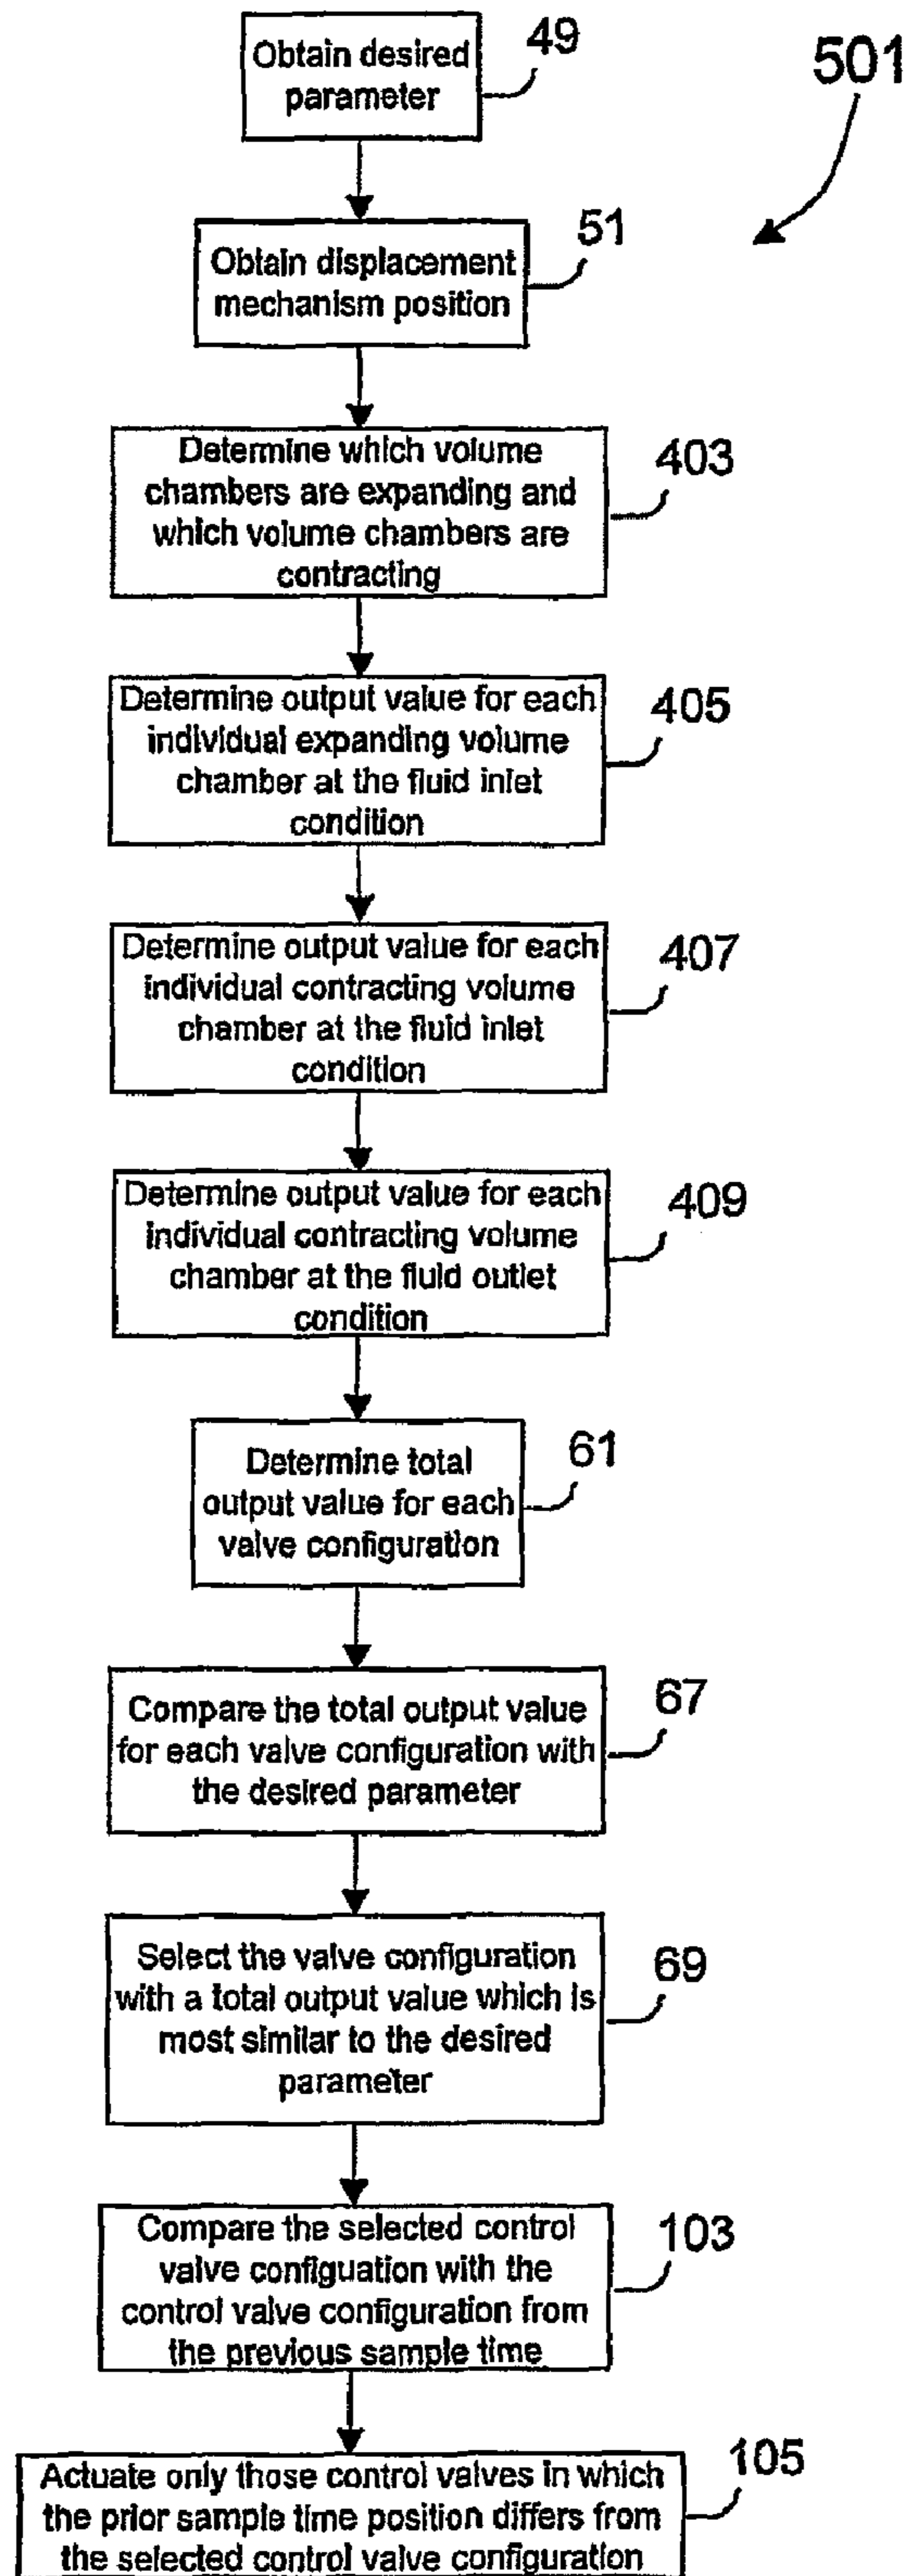 Obtain desired
parameter
49
501
Obtain displacement
mechanism position
51
Determine which volume
chambers are expanding and
which volume chambers are
contracting
403
Determine output value for each
individual expanding volume
chamber at the fluid inlet
condition
405
Determine output value for each
individual contracting volume
chamber at the fluid inlet
condition
407
Determine output value for each
individual contracting volume
chamber at the fluid outlet
condition
409
Determine total
output value for each
valve configuration
61
Compare the total output value
for each valve configuration with
the desired parameter
67
Select the valve configuration
with a total output value which is
most similar to the desired
parameter
69
Compare the selected control
valve configuation with the
control valve configuration from
the previous sample time
103
Actuate only those control valves in which
the prior sample time position differs from
the selected control valve configuration
105